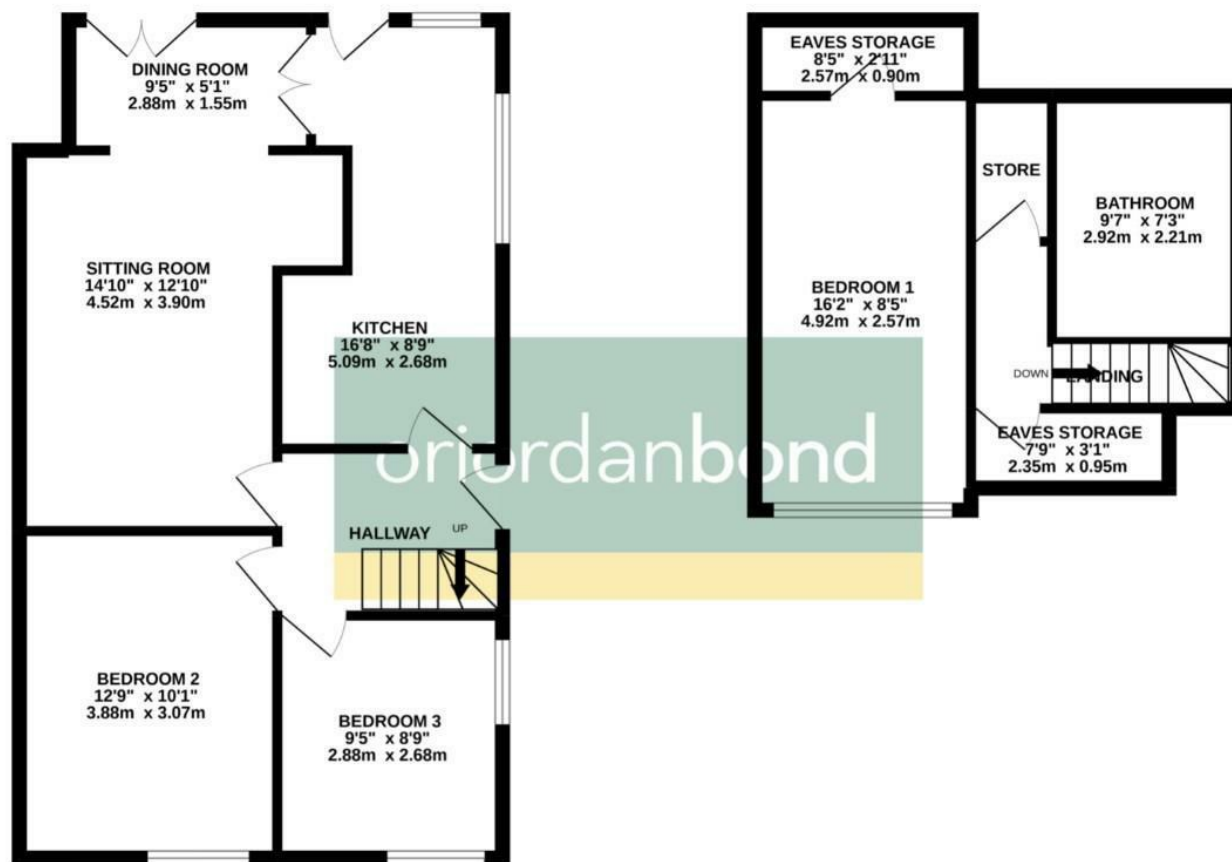 DINING ROOM
9'5" x 5'1"
2.88m x 1.55m
SITTING ROOM
14'10" x 12'10"
4.52m x 3.90m
KITCHEN
16'8" x 8'9"
5.09m x 2.68m
HALLWAY
UP
BEDROOM 2
12'9" x 10'1"
3.88m x 3.07m
BEDROOM 3
9'5" x 8'9"
2.88m x 2.68m
EAVES STORAGE
8'5" x 2'11"
2.57m x 0.90m
STORE
BATHROOM
9'7" x 7'3"
2.92m x 2.21m
BEDROOM 1
16'2" x 8'5"
4.92m x 2.57m
DOWN
LANDING
EAVES STORAGE
7'9" x 3'1"
2.35m x 0.95m
oriordanbond